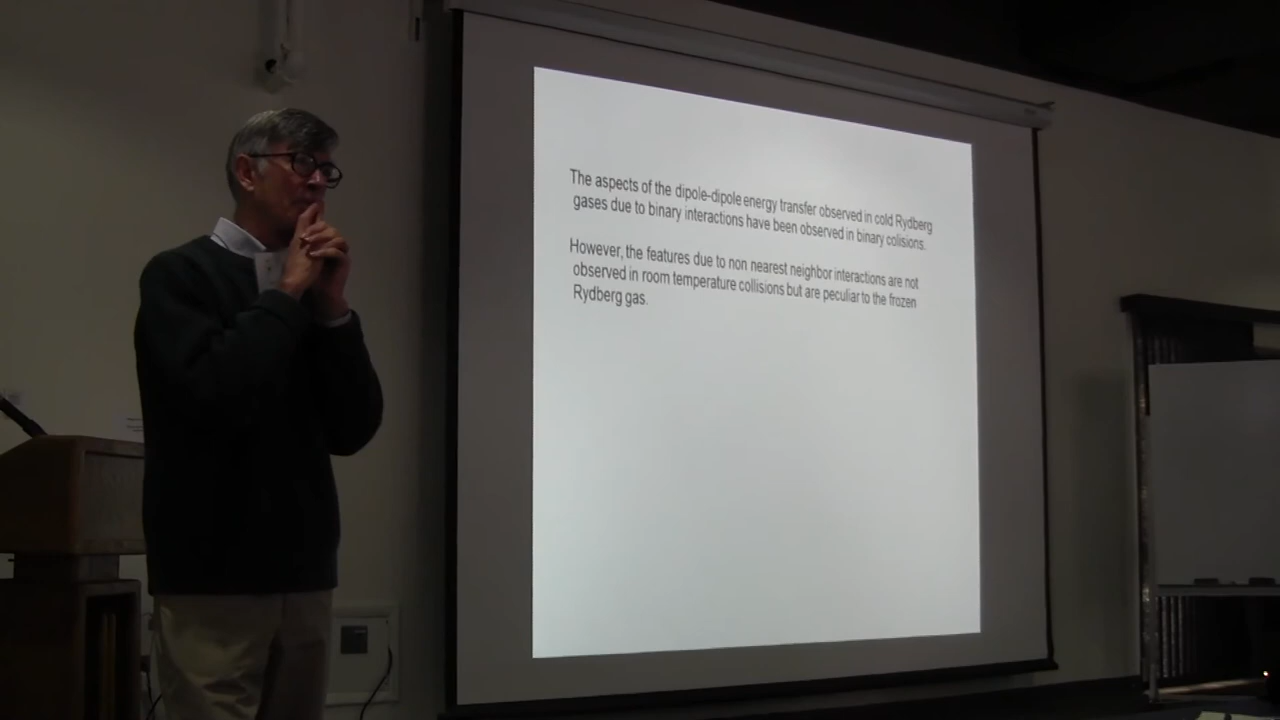 The aspects of the dipole-dipole energy transfer observed in cold Rydberg
gases due to binary interactions have been observed in binary colisions.
However, the features due to non nearest neighbor interactions are not
observed in room temperature collisions but are peculiar to the frozen
Rydberg gas.